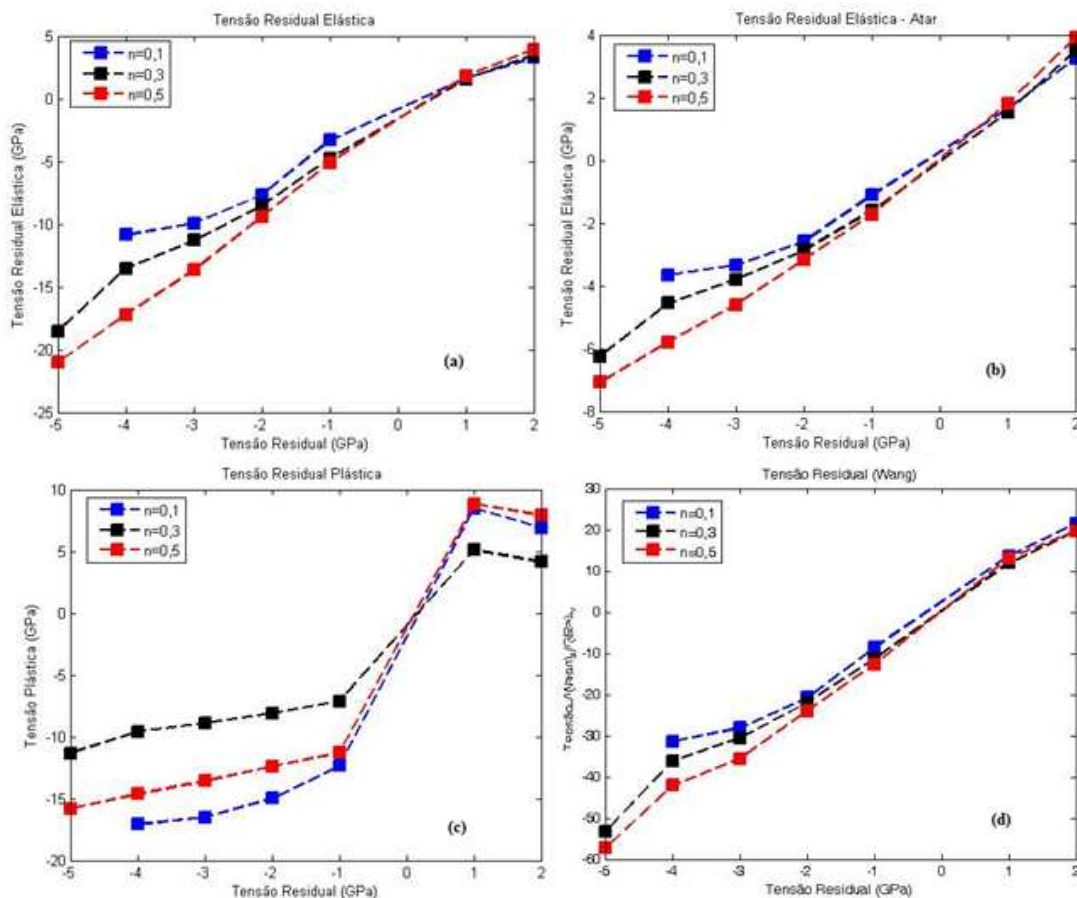 Tensão Residual Elástica
5
0
-5
-10
-15
-20
-25
n=0,1
n=0,3
n=0,5
Tensão Residual Elástica (GPa)
(a)
-5 -4 -3 -2 -1 0 1 2
Tensão Residual (GPa)
Tensão Residual Elástica - Atar
4
2
0
-2
-4
-6
-8
n=0,1
n=0,3
n=0,5
Tensão Residual Elástica (GPa)
(b)
-5 -4 -3 -2 -1 0 1 2
Tensão Residual (GPa)
Tensão Residual Plástica
10
5
0
-5
-10
-15
-20
n=0,1
n=0,3
n=0,5
Tensão Plástica (GPa)
(c)
-5 -4 -3 -2 -1 0 1 2
Tensão Residual (GPa)
Tensão Residual (Wang)
30
20
10
0
-10
-20
-30
-40
-50
-60
n=0,1
n=0,3
n=0,5
(d)
-5 -4 -3 -2 -1 0 1 2
Tensão Residual (GPa)